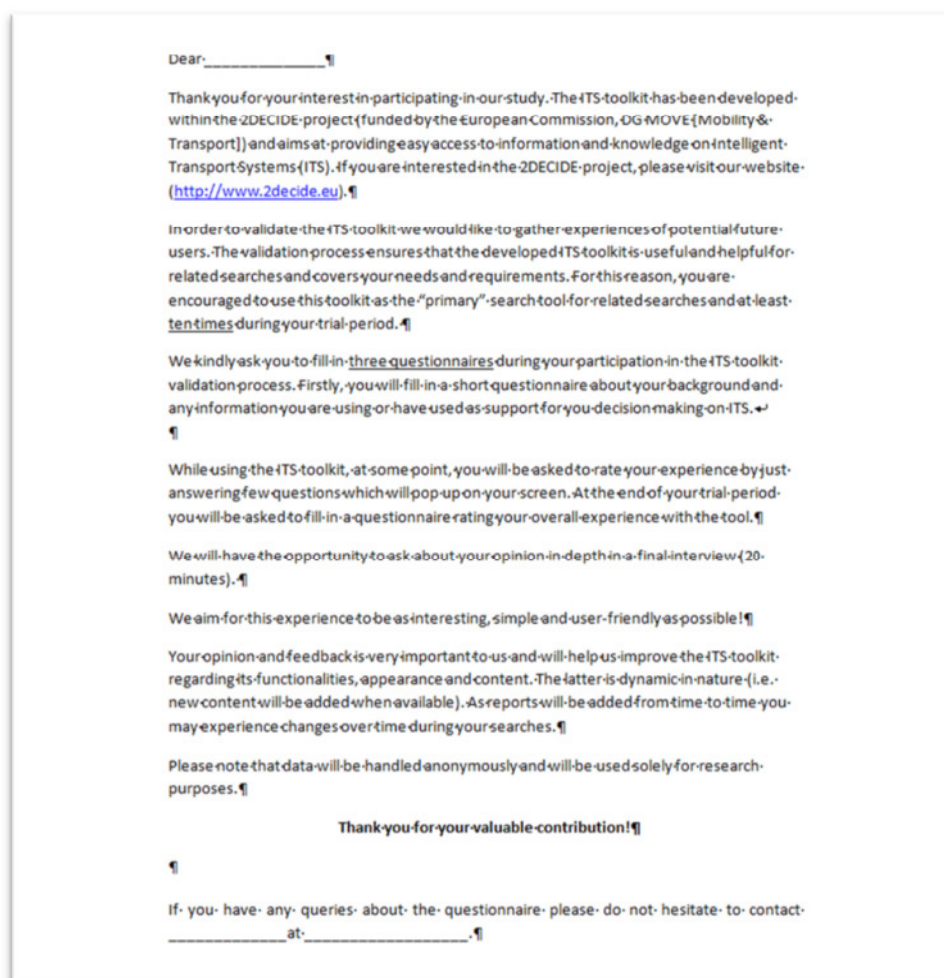 Dear _______________¶
Thank you for your interest in participating in our study. The ITS toolkit has been developed
within the 2DECIDE project (funded by the European Commission, DG MOVE [Mobility &
Transport]) and aims at providing easy access to information and knowledge on Intelligent
Transport Systems (ITS). If you are interested in the 2DECIDE project, please visit our website
(http://www.2decide.eu).¶
In order to validate the ITS toolkit we would like to gather experiences of potential future
users. The validation process ensures that the developed ITS toolkit is useful and helpful for
related searches and covers your needs and requirements. For this reason, you are
encouraged to use this toolkit as the “primary” search tool for related searches and at least
ten times during your trial period. ¶
We kindly ask you to fill in three questionnaires during your participation in the ITS toolkit
validation process. Firstly, you will fill in a short questionnaire about your background and
any information you are using or have used as support for you decision making on ITS. ↵
¶
While using the ITS toolkit, at some point, you will be asked to rate your experience by just
answering few questions which will pop up on your screen. At the end of your trial period
you will be asked to fill in a questionnaire rating your overall experience with the tool.¶
We will have the opportunity to ask about your opinion in depth in a final interview (20
minutes). ¶
We aim for this experience to be as interesting, simple and user-friendly as possible!¶
Your opinion and feedback is very important to us and will help us improve the ITS toolkit
regarding its functionalities, appearance and content. The latter is dynamic in nature (i.e.
new content will be added when available). As reports will be added from time to time you
may experience changes over time during your searches.¶
Please note that data will be handled anonymously and will be used solely for research
purposes.¶
Thank you for your valuable contribution!¶
¶
If you have any queries about the questionnaire please do not hesitate to contact
______________ at ____________________.¶